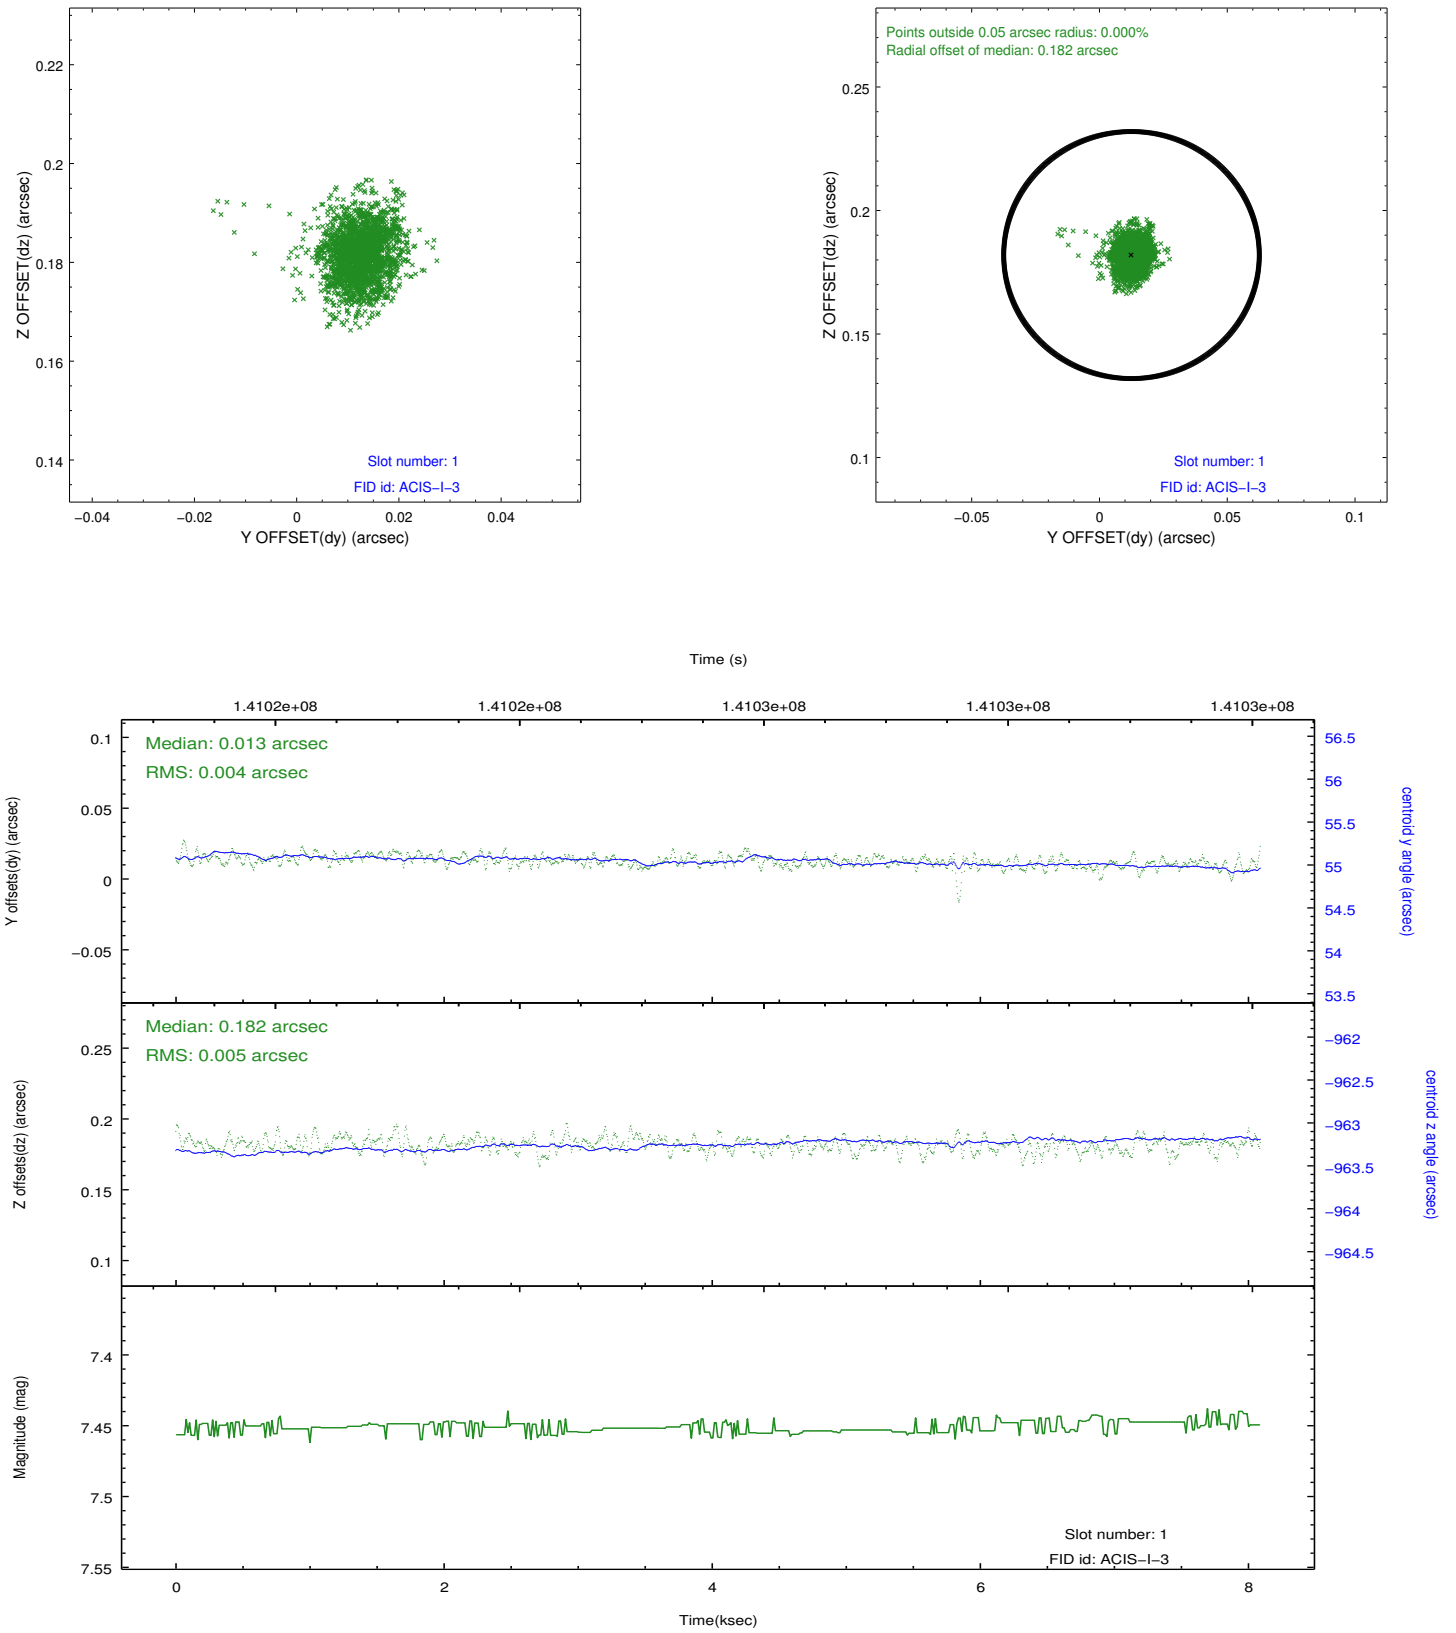 0.22
0.2
0.18
0.16
0.14
Z OFFSET(dz) (arcsec)
Slot number: 1
FID id: ACIS−I−3
−0.04 −0.02 0 0.02 0.04
Y OFFSET(dy) (arcsec)
Points outside 0.05 arcsec radius: 0.000%
Radial offset of median: 0.182 arcsec
0.25
0.2
0.15
0.1
Z OFFSET(dz) (arcsec)
Slot number: 1
FID id: ACIS−I−3
−0.05 0 0.05 0.1
Y OFFSET(dy) (arcsec)
Time (s)
1.4102e+08 1.4102e+08 1.4103e+08 1.4103e+08 1.4103e+08
Median: 0.013 arcsec
RMS: 0.004 arcsec
0.1
0.05
0
−0.05
Y offsets(dy) (arcsec)
56.5
56
55.5
55
54.5
54
53.5
centroid y angle (arcsec)
Median: 0.182 arcsec
RMS: 0.005 arcsec
0.25
0.2
0.15
0.1
Z offsets(dz) (arcsec)
−962
−962.5
−963
−963.5
−964
−964.5
centroid z angle (arcsec)
7.4
7.45
7.5
7.55
Magnitude (mag)
Slot number: 1
FID id: ACIS−I−3
0 2 4 6 8
Time(ksec)